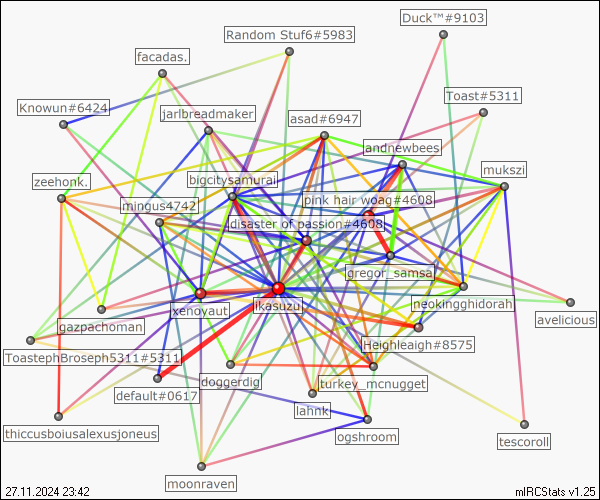 Duck™#9103
Random Stuf6#5983
facadas.
Toast#5311
Knowun#6424
jarlbreadmaker
asad#6947
andnewbees
mukszi
zeehonk.
bigcitysamurai
pink hair woag#4608
mingus4742
disaster of passion#4608
gregor_samsa
xenovaut
ikasuzu
neokingghidorah
avelicious
gazpachoman
Heighleaigh#8575
ToastephBroseph5311#5311
doggerdig
turkey_mcnugget
default#0617
lahnk
thiccusboiusalexusjoneus
ogshroom
tescoroll
moonraven
27.11.2024 23:42
mIRCStats v1.25